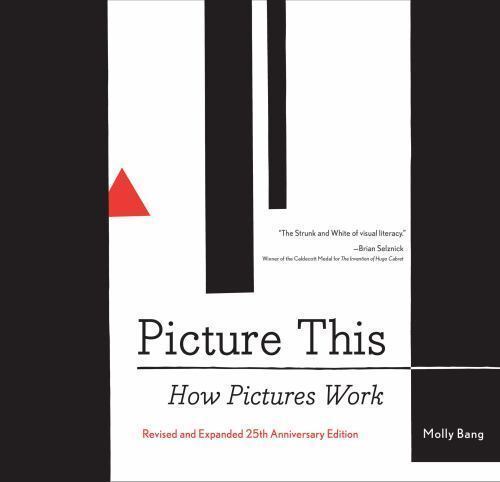 "The Strunk and White of visual literacy."
—Brian Selznick
Winner of the Caldecott Medal for The Invention of Hugo Cabret
Picture This
How Pictures Work
Revised and Expanded 25th Anniversary Edition
Molly Bang